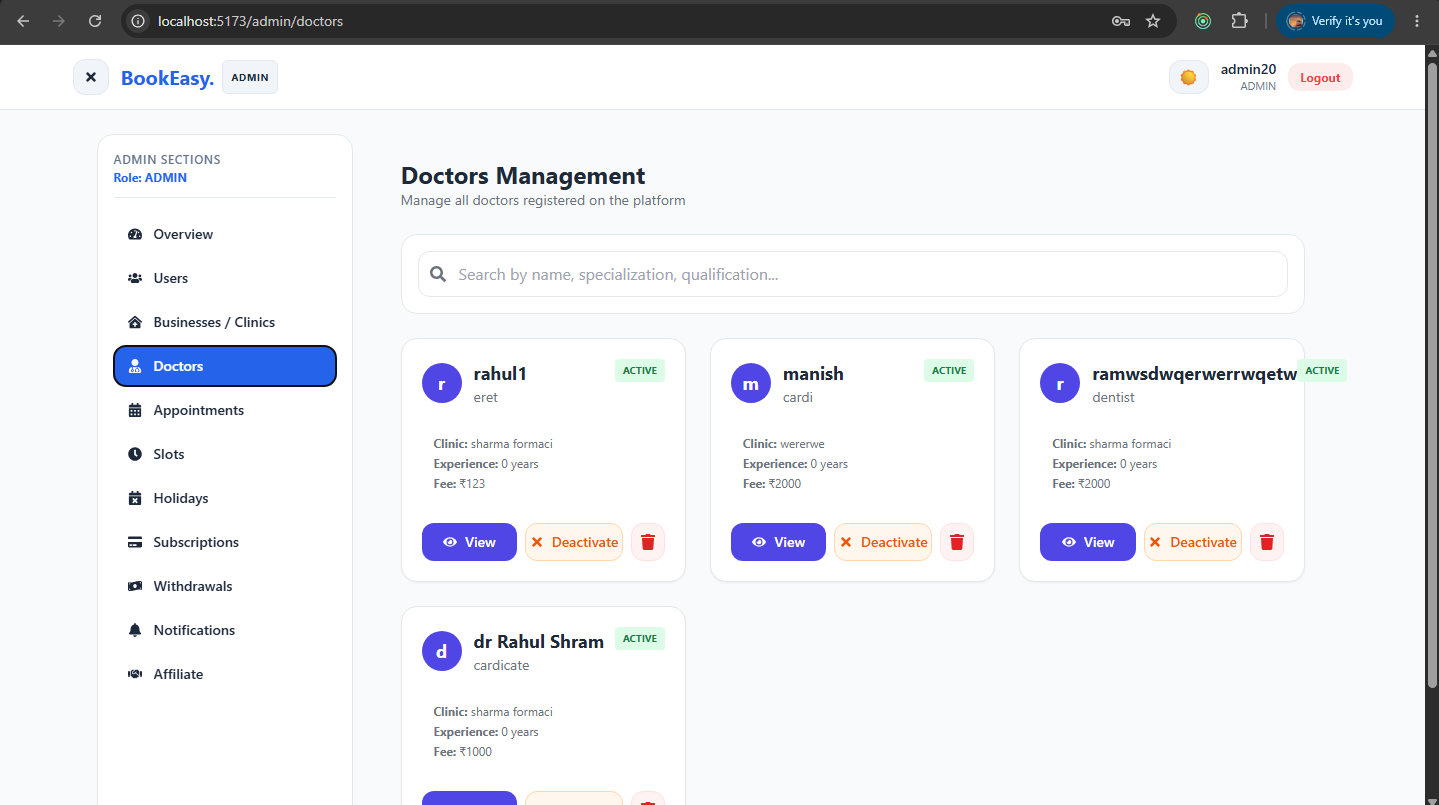 localhost:5173/admin/doctors
Verify it's you
BookEasy.
ADMIN
admin20
ADMIN
Logout
ADMIN SECTIONS
Role: ADMIN
Overview
Users
Businesses / Clinics
Doctors
Appointments
Slots
Holidays
Subscriptions
Withdrawals
Notifications
Affiliate
Doctors Management
Manage all doctors registered on the platform
Search by name, specialization, qualification...
r
rahul1
ACTIVE
eret
Clinic: sharma formaci
Experience: 0 years
Fee: ₹123
View
Deactivate
m
manish
ACTIVE
cardi
Clinic: wererwe
Experience: 0 years
Fee: ₹2000
View
Deactivate
r
ramwsdwqerwerrwqetw
ACTIVE
dentist
Clinic: sharma formaci
Experience: 0 years
Fee: ₹2000
View
Deactivate
d
dr Rahul Shram
ACTIVE
cardicate
Clinic: sharma formaci
Experience: 0 years
Fee: ₹1000